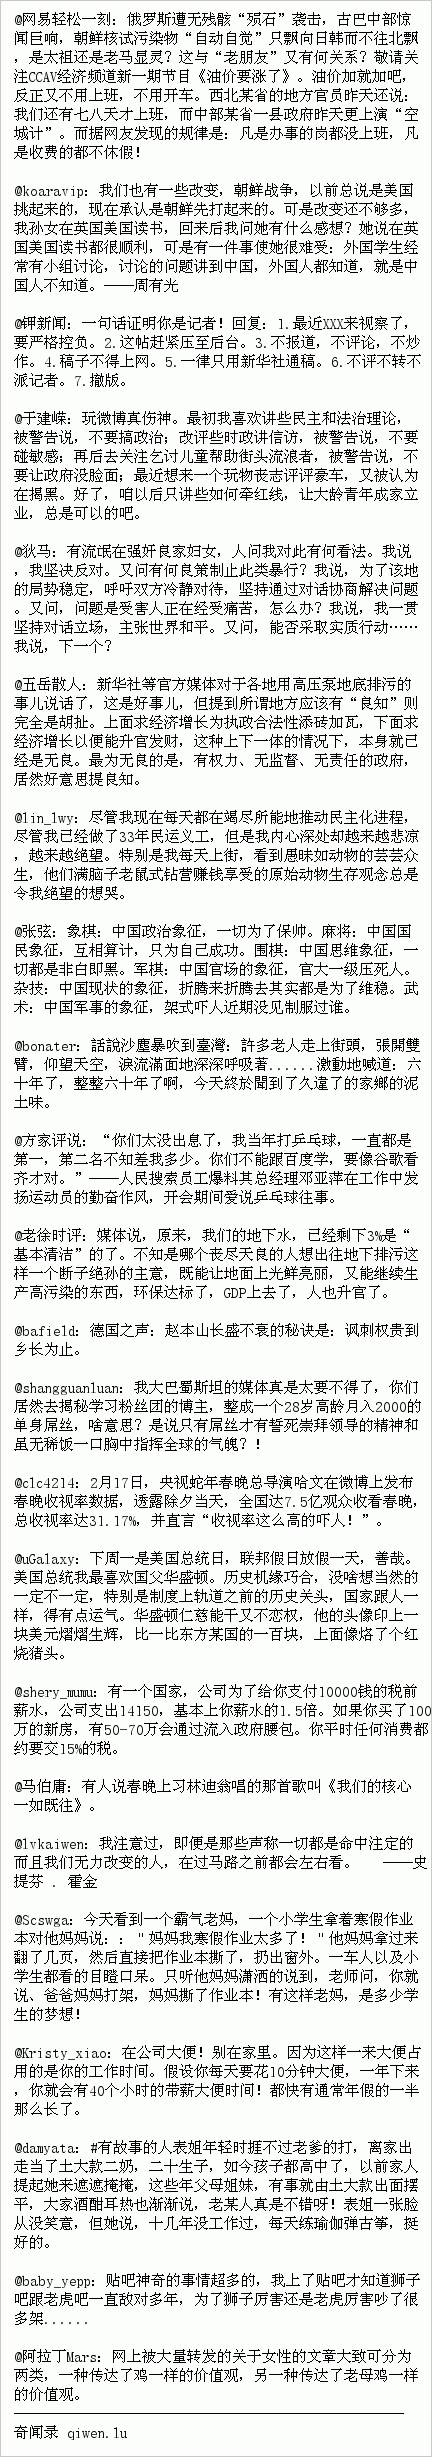 @网易轻松一刻：俄罗斯遭无残骸“陨石”袭击，古巴中部惊
闻巨响，朝鲜核试污染物“自动自觉”只飘向日韩而不往北飘
，是太祖还是老马显灵？这与“老朋友”又有何关系？敬请关
注CCAV经济频道新一期节目《油价要涨了》。油价加就加吧，
反正又不用上班，不用开车。西北某省的地方官员昨天还说：
我们还有七八天才上班，而中部某省一县政府昨天更上演“空
城计”。而据网友发现的规律是：凡是办事的岗都没上班，凡
是收费的都不休假！

@koaravip：我们也有一些改变，朝鲜战争，以前总说是美国
挑起来的，现在承认是朝鲜先打起来的。可是改变还不够多，
我孙女在英国美国读书，回来后我问她有什么感想？她说在英
国美国读书都很顺利，可是有一件事使她很难受：外国学生经
常有小组讨论，讨论的问题讲到中国，外国人都知道，就是中
国人不知道。——周有光

@钾新闻：一句话证明你是记者！回复：1.最近XXX来视察了，
要严格控负。2.这帖赶紧压至后台。3.不报道，不评论，不炒
作。4.稿子不得上网。5.一律只用新华社通稿。6.不评不转不
派记者。7.撤版。

@于建嵘：玩微博真伤神。最初我喜欢讲些民主和法治理论，
被警告说，不要搞政治；改评些时政讲信访，被警告说，不要
碰敏感；再后去关注乞讨儿童帮助街头流浪者，被警告说，不
要让政府没脸面；最近想来一个玩物丧志评评豪车，又被认为
在揭黑。好了，咱以后只讲些如何牵红线，让大龄青年成家立
业，总是可以的吧。

@狄马：有流氓在强奸良家妇女，人问我对此有何看法。我说
，我坚决反对。又问有何良策制止此类暴行？我说，为了该地
的局势稳定，呼吁双方冷静对待，坚持通过对话协商解决问题
。又问，问题是受害人正在经受痛苦，怎么办？我说，我一贯
坚持对话立场，主张世界和平。又问，能否采取实质行动……
我说，下一个？

@五岳散人：新华社等官方媒体对于各地用高压泵地底排污的
事儿说话了，这是好事儿，但提到所谓地方应该有“良知”则
完全是胡扯。上面求经济增长为执政合法性添砖加瓦，下面求
经济增长以便能升官发财，这种上下一体的情况下，本身就已
经是无良。最为无良的是，有权力、无监督、无责任的政府，
居然好意思提良知。

@lin_lwy：尽管我现在每天都在竭尽所能地推动民主化进程，
尽管我已经做了33年民运义工，但是我内心深处却越来越悲凉
，越来越绝望。特别是我每天上街，看到愚昧如动物的芸芸众
生，他们满脑子老鼠式钻营赚钱享受的原始动物生存观念总是
令我绝望的想哭。

@张弦：象棋：中国政治象征，一切为了保帅。麻将：中国国
民象征，互相算计，只为自己成功。围棋：中国思维象征，一
切都是非白即黑。军棋：中国官场的象征，官大一级压死人。
杂技：中国现状的象征，折腾来折腾去其实都是为了维稳。武
术：中国军事的象征，架式吓人近期没见制服过谁。

@bonater：話說沙塵暴吹到臺灣：許多老人走上街頭，張開雙
臂，仰望天空，淚流滿面地深深呼吸著......激動地喊道：六
十年了，整整六十年了啊，今天終於聞到了久違了的家鄉的泥
土味。

@方家评说：“你们太没出息了，我当年打乒乓球，一直都是
第一，第二名不知差我多少。你们不能跟百度学，要像谷歌看
齐才对。”——人民搜索员工爆料其总经理邓亚萍在工作中发
扬运动员的勤奋作风，开会期间爱说乒乓球往事。

@老徐时评：媒体说，原来，我们的地下水，已经剩下3%是“
基本清洁”的了。不知是哪个丧尽天良的人想出往地下排污这
样一个断子绝孙的主意，既能让地面上光鲜亮丽，又能继续生
产高污染的东西，环保达标了，GDP上去了，人也升官了。

@bafield：德国之声：赵本山长盛不衰的秘诀是：讽刺权贵到
乡长为止。

@shangguanluan：我大巴蜀斯坦的媒体真是太要不得了，你们
居然去揭秘学习粉丝团的博主，整成一个28岁高龄月入2000的
单身屌丝，啥意思？是说只有屌丝才有誓死崇拜领导的精神和
虽无稀饭一口胸中指挥全球的气魄？！

@clc4214：2月17日，央视蛇年春晚总导演哈文在微博上发布
春晚收视率数据，透露除夕当天，全国达7.5亿观众收看春晚，
总收视率达31.17%，并直言“收视率这么高的吓人！”。

@uGalaxy：下周一是美国总统日，联邦假日放假一天，善哉。
美国总统我最喜欢国父华盛顿。历史机缘巧合，没啥想当然的
一定不一定，特别是制度上轨道之前的历史关头，国家跟人一
样，得有点运气。华盛顿仁慈能干又不恋权，他的头像印上一
块美元熠熠生辉，比一比东方某国的一百块，上面像烙了个红
烧猪头。

@shery_mumu：有一个国家，公司为了给你支付10000钱的税前
薪水，公司支出14150，基本上你薪水的1.5倍。如果你买了100
万的新房，有50-70万会通过流入政府腰包。你平时任何消费都
约要交15%的税。

@马伯庸：有人说春晚上习林迪翁唱的那首歌叫《我们的核心
一如既往》。

@lvkaiwen：我注意过，即便是那些声称一切都是命中注定的
而且我们无力改变的人，在过马路之前都会左右看。　——史
提芬 . 霍金

@Scswga：今天看到一个霸气老妈，一个小学生拿着寒假作业
本对他妈妈说：："妈妈我寒假作业太多了！"他妈妈拿过来
翻了几页，然后直接把作业本撕了，扔出窗外。一车人以及小
学生都看的目瞪口呆。只听他妈妈潇洒的说到，老师问，你就
说、爸爸妈妈打架，妈妈撕了作业本！有这样老妈，是多少学
生的梦想！

@Kristy_xiao：在公司大便！别在家里。因为这样一来大便占
用的是你的工作时间。假设你每天要花10分钟大便，一年下来
，你就会有40个小时的带薪大便时间！都快有通常年假的一半
那么长了。

@damyata：#有故事的人表姐年轻时捱不过老爹的打，离家出
走当了土大款二奶，二十生子，如今孩子都高中了，以前家人
提起她来遮遮掩掩，这些年父母姐妹，有事就由土大款出面摆
平，大家酒酣耳热也渐渐说，老某人真是不错呀！表姐一张脸
从没笑意，但她说，十几年没工作过，每天练瑜伽弹古筝，挺
好的。

@baby_yepp：贴吧神奇的事情超多的，我上了贴吧才知道狮子
吧跟老虎吧一直敌对多年，为了狮子厉害还是老虎厉害吵了很
多架......

@阿拉丁Mars：网上被大量转发的关于女性的文章大致可分为
两类，一种传达了鸡一样的价值观，另一种传达了老母鸡一样
的价值观。
奇闻录 qiwen.lu